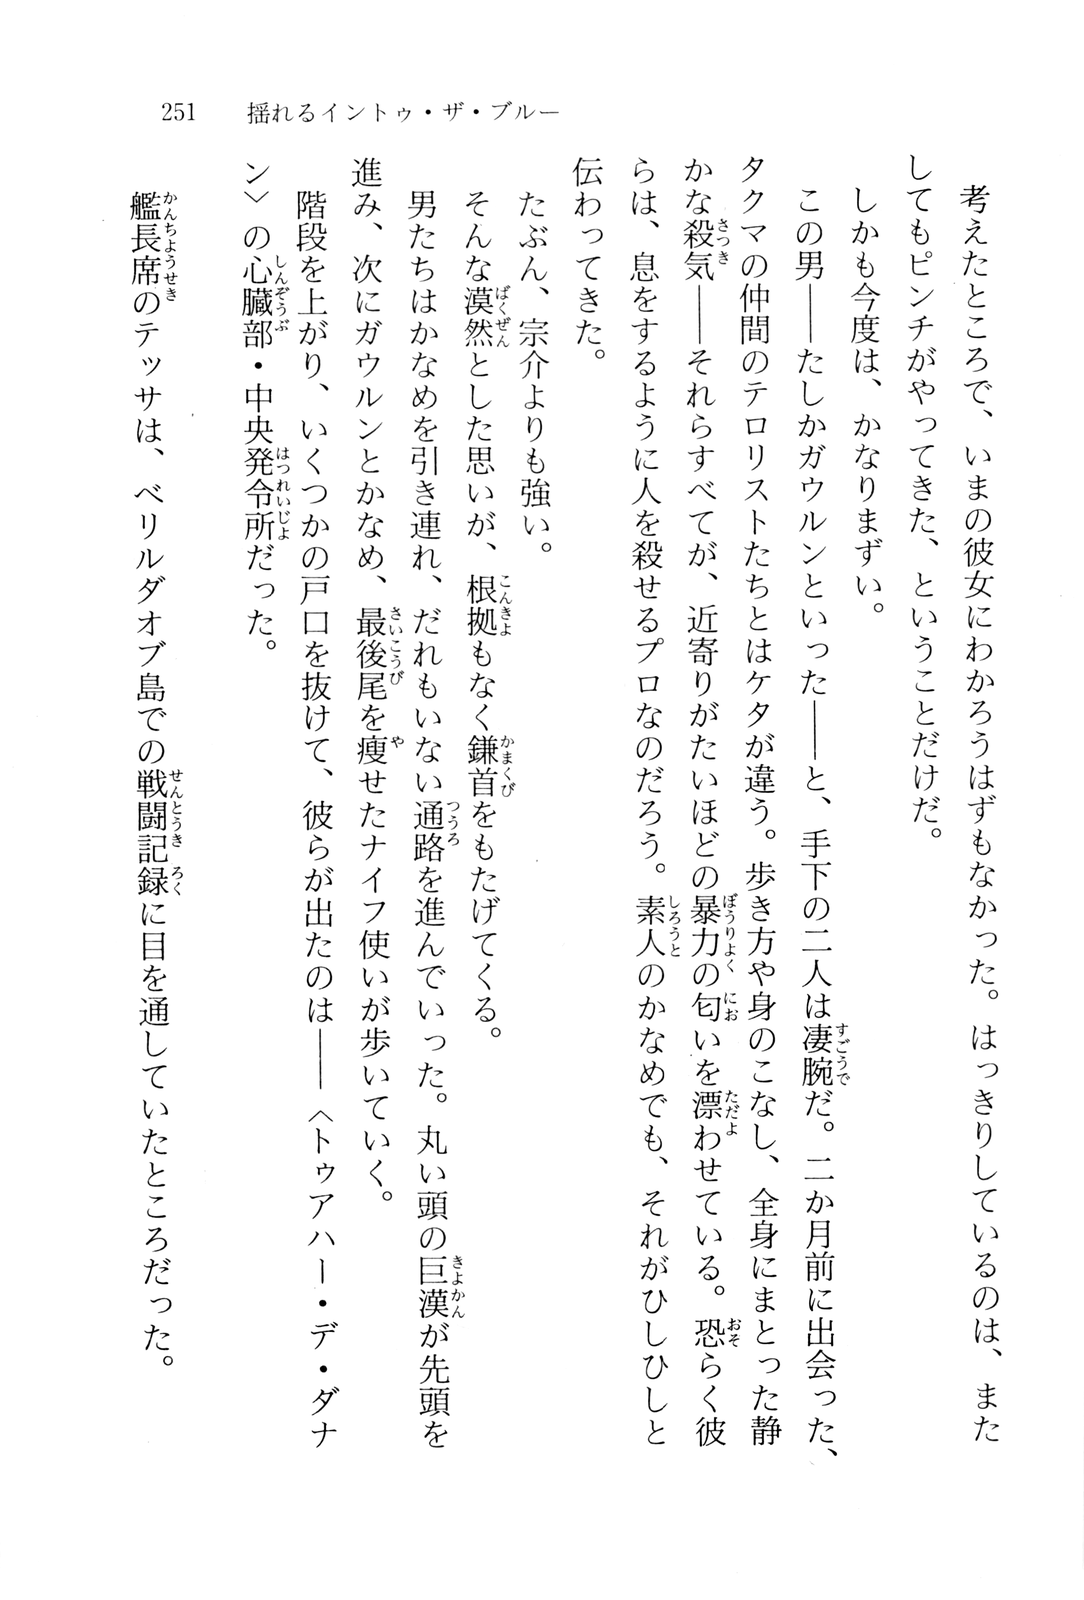 251　揺れるイントゥ・ザ・ブルー
考えたところで、いまの彼女にわかろうはずもなかった。はっきりしているのは、また
してもピンチがやってきた、ということだけだ。
しかも今度は、かなりまずい。
この男――たしかガウルンといった――と、手下の二人は凄腕だ。二か月前に出会った、
タクマの仲間のテロリストたちとはケタが違う。歩き方や身のこなし、全身にまとった静
かな殺気――それらすべてが、近寄りがたいほどの暴力の匂いを漂わせている。恐らく彼
らは、息をするように人を殺せるプロなのだろう。素人のかなめでも、それがひしひしと
伝わってきた。
たぶん、宗介よりも強い。
そんな漠然とした思いが、根拠もなく鎌首をもたげてくる。
男たちはかなめを引き連れ、だれもいない通路を進んでいった。丸い頭の巨漢が先頭を
進み、次にガウルンとかなめ、最後尾を痩せたナイフ使いが歩いていく。
階段を上がり、いくつかの戸口を抜けて、彼らが出たのは――〈トゥアハー・デ・ダナ
ン〉の心臓部・中央発令所だった。
艦長席のテッサは、ベリルダオブ島での戦闘記録に目を通していたところだった。